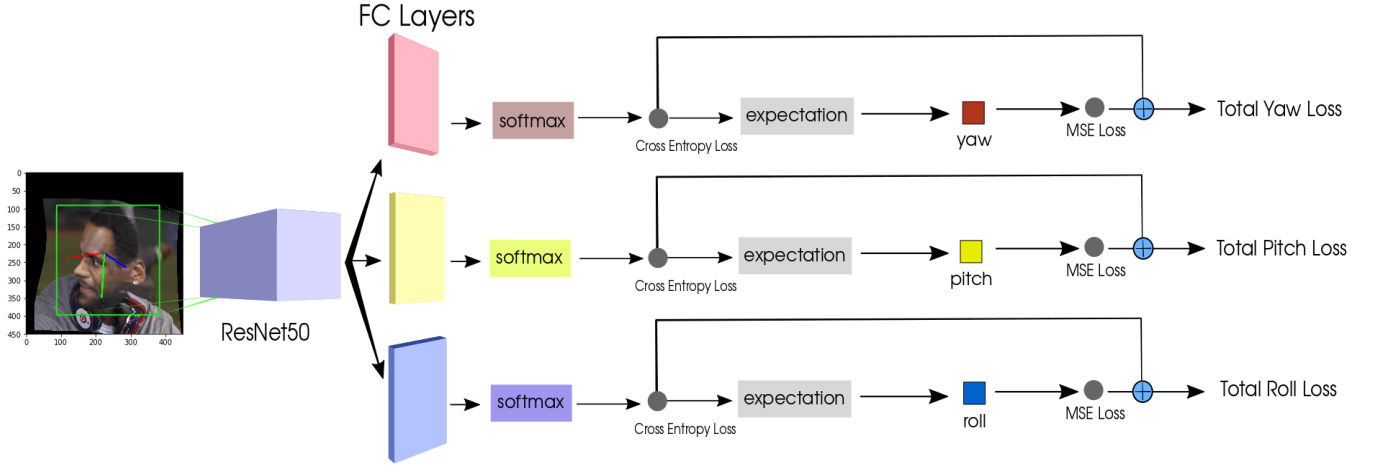 FC Layers
softmax
Cross Entropy Loss
expectation
yaw
MSE Loss
Total Yaw Loss
0
50
100
150
200
250
300
350
400
450
0 100 200 300 400
ResNet50
softmax
Cross Entropy Loss
expectation
pitch
MSE Loss
Total Pitch Loss
softmax
Cross Entropy Loss
expectation
roll
MSE Loss
Total Roll Loss